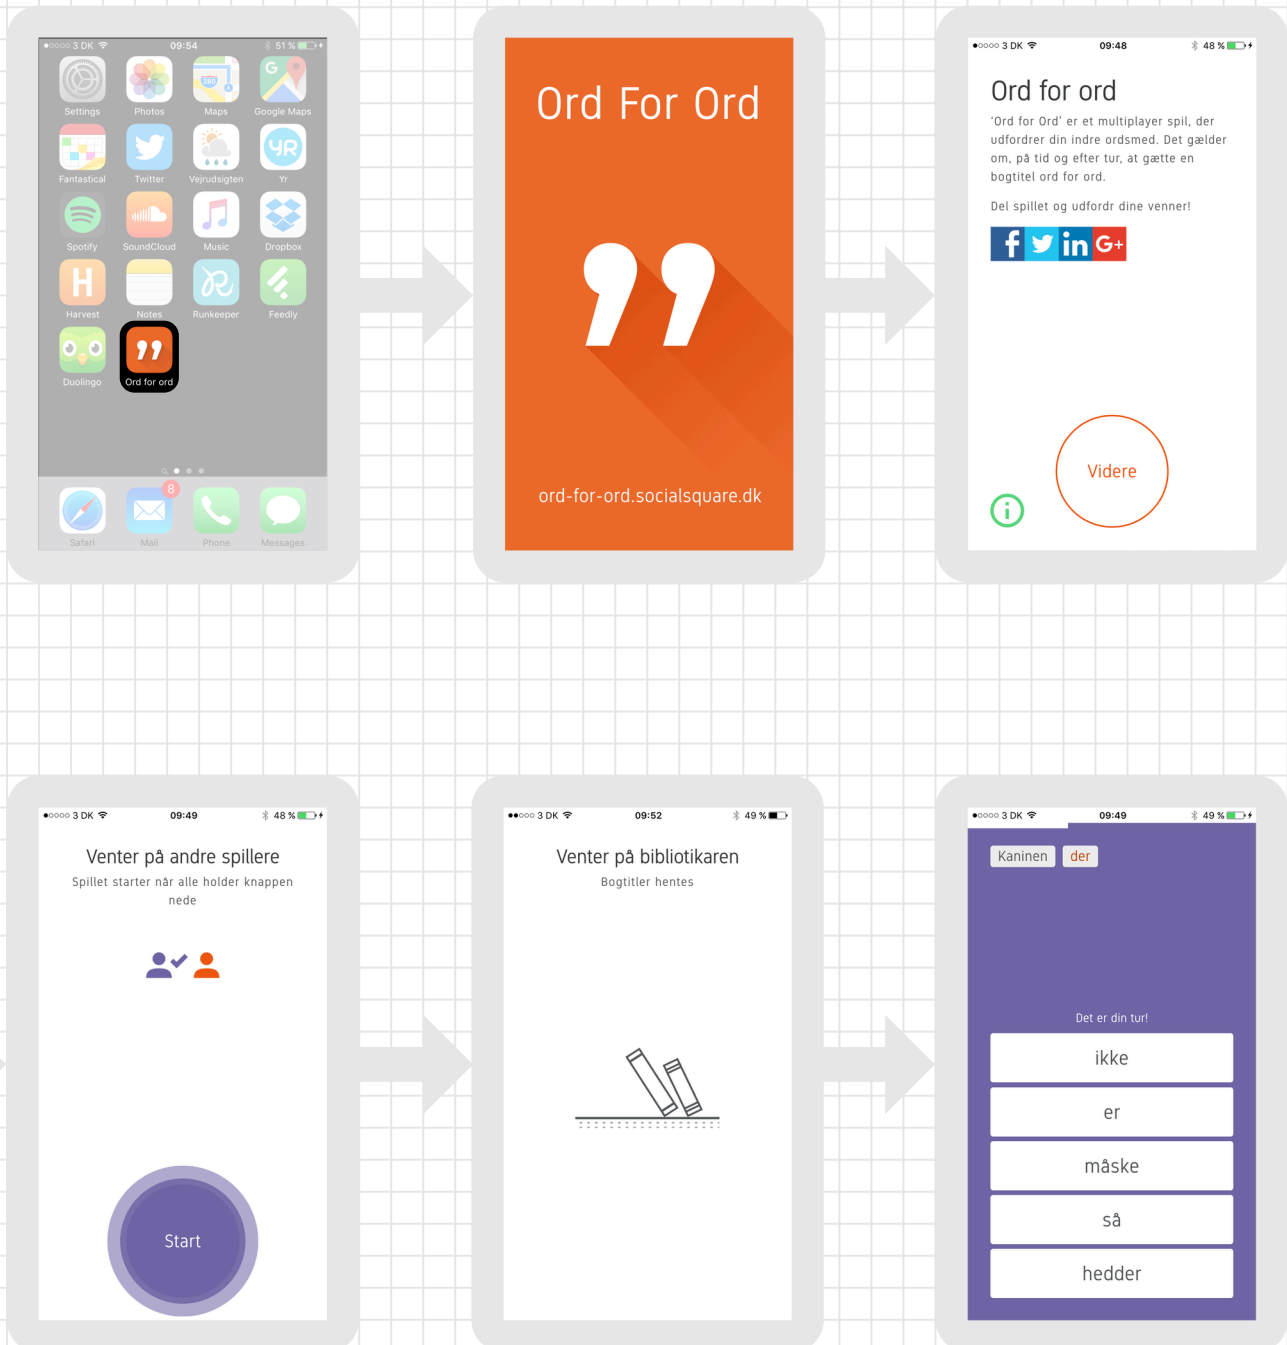 3 DK 09:54 51 %
Settings Photos Maps Google Maps
Fantastical Twitter Vejrudsigten Yr
Spotify SoundCloud Music Dropbox
Harvest Notes Runkeeper Feedly
Duolingo Ord for ord
8
Safari Mail Phone Messages
Ord For Ord
ord-for-ord.socialsquare.dk
3 DK 09:48 48 %
Ord for ord
'Ord for Ord' er et multiplayer spil, der
udfordrer din indre ordsmed. Det gælder
om, på tid og efter tur, at gætte en
bogtitel ord for ord.
Del spillet og udfordr dine venner!
f in G+
Videre
3 DK 09:49 48 %
Venter på andre spillere
Spillet starter når alle holder knappen
nede
Start
3 DK 09:52 49 %
Venter på bibliotikaren
Bogtitler hentes
3 DK 09:49 49 %
Kaninen der
Det er din tur!
ikke
er
måske
så
hedder